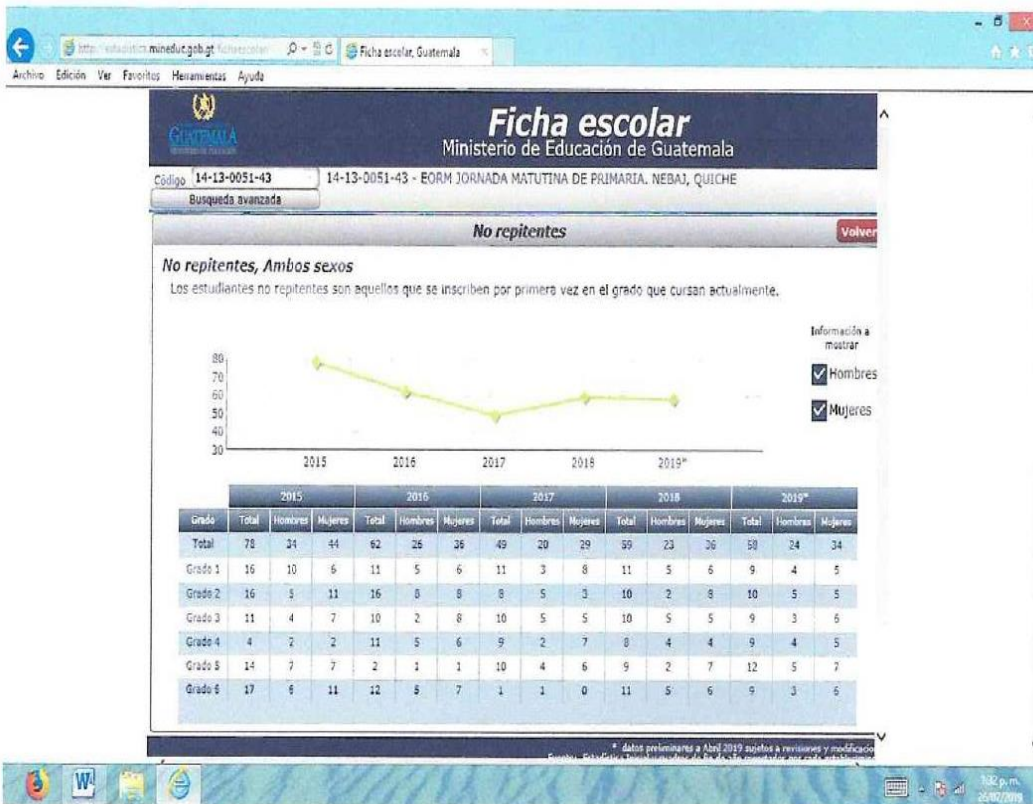 mineduc.gob.gt
Ficha escolar, Guatemala
Archivo Edición Ver Favoritos Herramientas Ayuda
GUATEMALA
Ficha escolar
Ministerio de Educación de Guatemala
Código 14-13-0051-43 14-13-0051-43 - EORM JORNADA MATUTINA DE PRIMARIA. NEBAJ, QUICHE
Busqueda avanzada
No repitentes Volver
No repitentes, Ambos sexos
Los estudiantes no repitentes son aquellos que se inscriben por primera vez en el grado que cursan actualmente.
Información a mostrar
Hombres
Mujeres
80
70
60
50
40
30
2015 2016 2017 2018 2019*
2015 2016 2017 2018 2019*
Grado Total Hombres Mujeres Total Hombres Mujeres Total Hombres Mujeres Total Hombres Mujeres Total Hombres Mujeres
Total 78 34 44 62 26 36 49 20 29 59 23 36 58 24 34
Grado 1 16 10 6 11 5 6 11 3 8 11 5 6 9 4 5
Grado 2 16 5 11 16 8 8 8 5 3 10 2 8 10 5 5
Grado 3 11 4 7 10 2 8 10 5 5 10 5 5 9 3 6
Grado 4 4 2 2 11 5 6 9 2 7 8 4 4 9 4 5
Grado 5 14 7 7 2 1 1 10 4 6 9 2 7 12 5 7
Grado 6 17 6 11 12 5 7 1 1 0 11 5 6 9 3 6
* datos preliminares a Abril 2019 sujetos a revisiones y modificacio
1:32 p. m.
26/07/2019